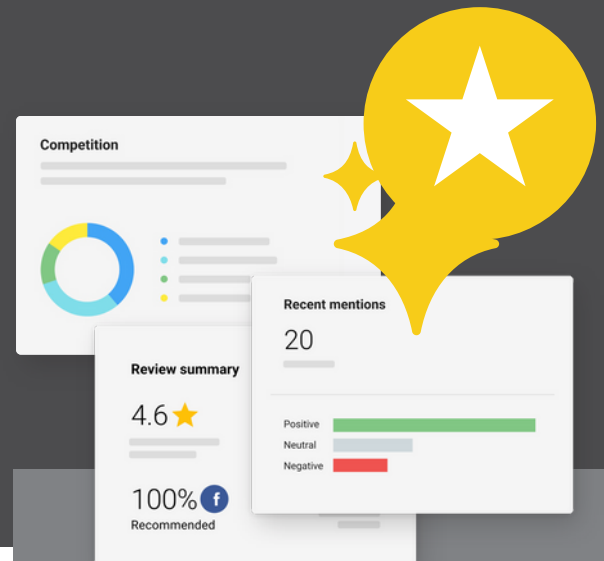 Competition
Recent mentions
20
Positive
Neutral
Negative
Review summary
4.6
100% f
Recommended